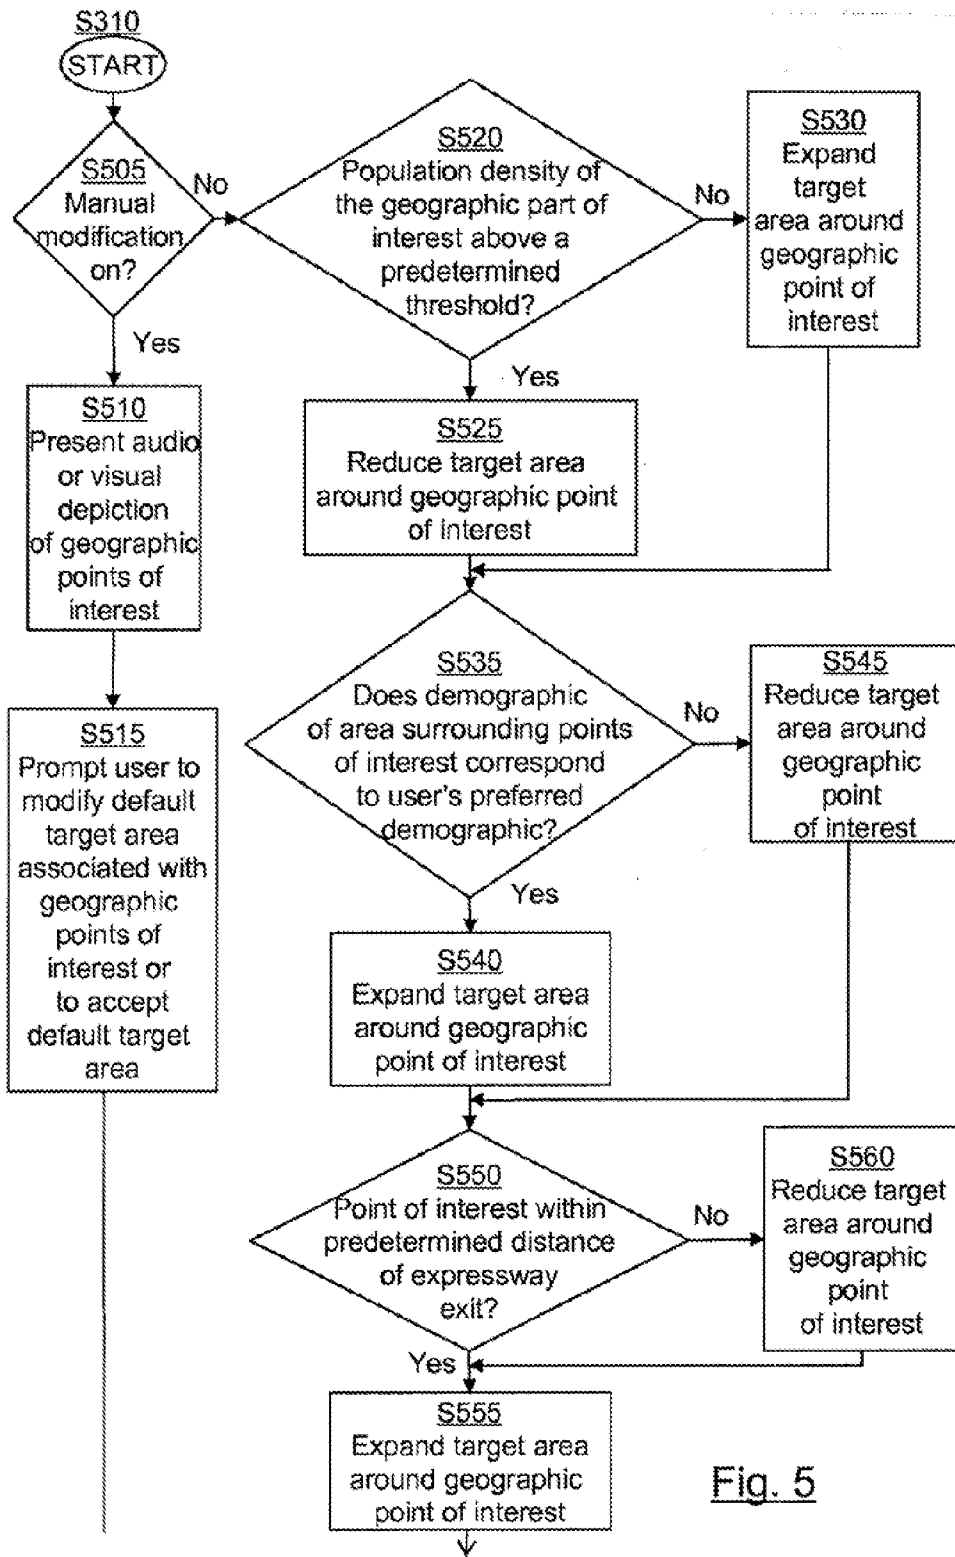 S310
START
S505
Manual
modification
on?
No
Yes
S510
Present audio
or visual
depiction
of geographic
points of
interest
S515
Prompt user to
modify default
target area
associated with
geographic
points of
interest or
to accept
default target
area
S520
Population density of
the geographic part of
interest above a
predetermined
threshold?
No
Yes
S530
Expand
target
area around
geographic
point of
interest
S525
Reduce target area
around geographic point
of interest
S535
Does demographic
of area surrounding points
of interest correspond
to user's preferred
demographic?
No
Yes
S545
Reduce target
area around
geographic
point
of interest
S540
Expand target area
around geographic
point of interest
S550
Point of interest within
predetermined distance
of expressway
exit?
No
Yes
S560
Reduce target
area around
geographic
point
of interest
S555
Expand target area
around geographic
point of interest
Fig. 5